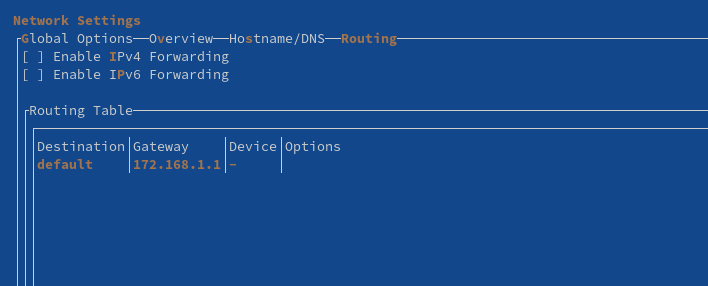 Network Settings
Global Options Overview Hostname/DNS Routing
[ ] Enable IPv4 Forwarding
[ ] Enable IPv6 Forwarding
Routing Table
Destination Gateway Device Options
default 172.168.1.1 -